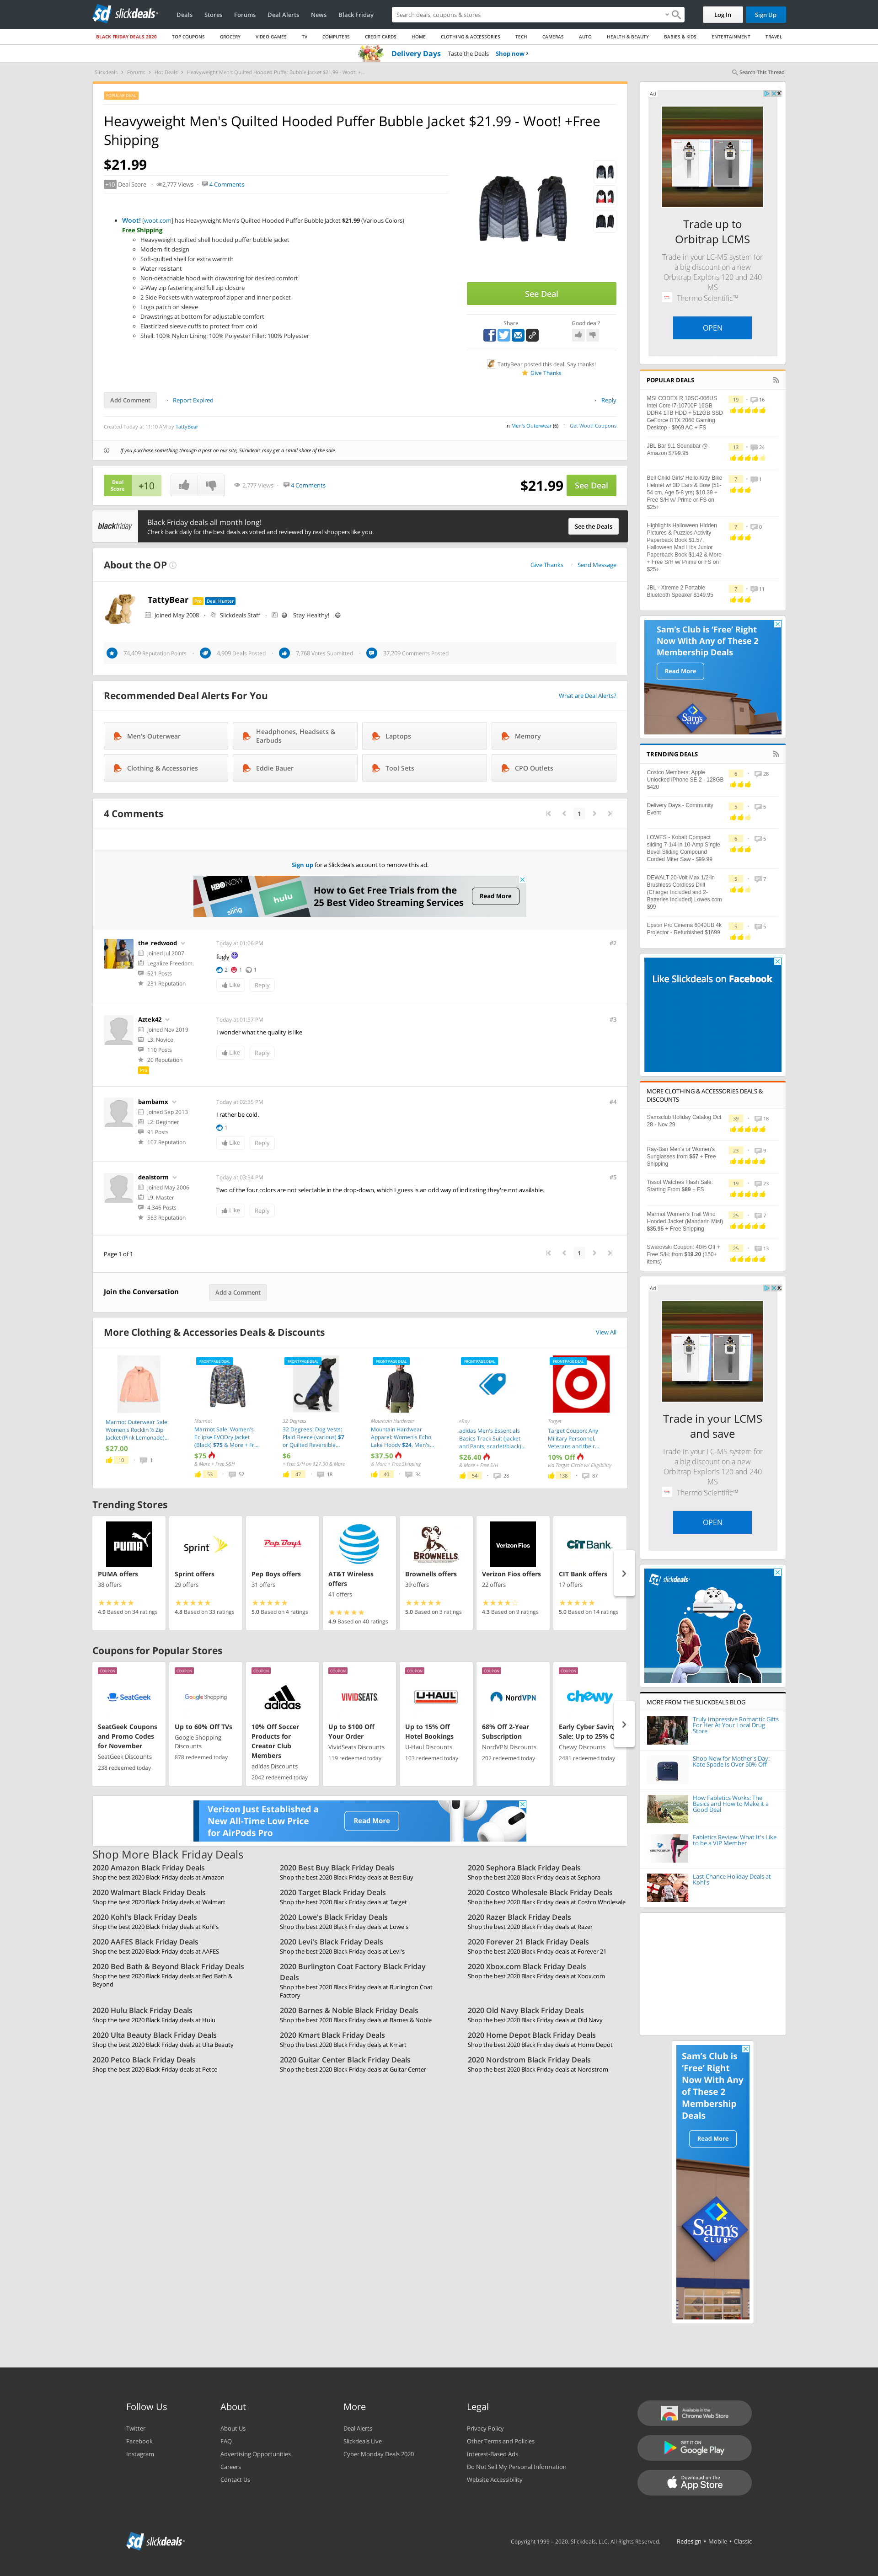 slickdeals
Deals
Stores
Forums
Deal Alerts
News
Black Friday
Search deals, coupons & stores
Log In
Sign Up
BLACK FRIDAY DEALS 2020
TOP COUPONS
GROCERY
VIDEO GAMES
TV
COMPUTERS
CREDIT CARDS
HOME
CLOTHING & ACCESSORIES
TECH
CAMERAS
AUTO
HEALTH & BEAUTY
BABIES & KIDS
ENTERTAINMENT
TRAVEL
Delivery Days Taste the Deals Shop now ›
Slickdeals › Forums › Hot Deals › Heavyweight Men's Quilted Hooded Puffer Bubble Jacket $21.99 - Woot! +...
Search This Thread
POPULAR DEAL
Heavyweight Men's Quilted Hooded Puffer Bubble Jacket $21.99 - Woot! +Free
Shipping
$21.99
+10 Deal Score 2,777 Views 4 Comments
Woot! [woot.com] has Heavyweight Men's Quilted Hooded Puffer Bubble Jacket $21.99 (Various Colors)
Free Shipping
Heavyweight quilted shell hooded puffer bubble jacket
Modern-fit design
Soft-quilted shell for extra warmth
Water resistant
Non-detachable hood with drawstring for desired comfort
2-Way zip fastening and full zip closure
2-Side Pockets with waterproof zipper and inner pocket
Logo patch on sleeve
Drawstrings at bottom for adjustable comfort
Elasticized sleeve cuffs to protect from cold
Shell: 100% Nylon Lining: 100% Polyester Filler: 100% Polyester
See Deal
Share
Good deal?
TattyBear posted this deal. Say thanks!
Give Thanks
Add Comment
Report Expired
Reply
Created Today at 11:10 AM by TattyBear
in Men's Outerwear (6)
Get Woot! Coupons
If you purchase something through a post on our site, Slickdeals may get a small share of the sale.
Deal
Score
+10
2,777 Views
4 Comments
$21.99
See Deal
blackfriday
Black Friday deals all month long!
Check back daily for the best deals as voted and reviewed by real shoppers like you.
See the Deals
About the OP
Give Thanks
Send Message
TattyBear Pro Deal Hunter
Joined May 2008
Slickdeals Staff
__Stay Healthy!__
74,409 Reputation Points
4,909 Deals Posted
7,768 Votes Submitted
37,209 Comments Posted
Recommended Deal Alerts For You
What are Deal Alerts?
Men's Outerwear
Headphones, Headsets &
Earbuds
Laptops
Memory
Clothing & Accessories
Eddie Bauer
Tool Sets
CPO Outlets
4 Comments
1
Sign up for a Slickdeals account to remove this ad.
HBO NOW
hulu
sling
How to Get Free Trials from the
25 Best Video Streaming Services
Read More
the_redwood
Joined Jul 2007
Legalize Freedom.
621 Posts
231 Reputation
Today at 01:06 PM
#2
fugly
2 1 1
Like
Reply
Aztek42
Joined Nov 2019
L3: Novice
110 Posts
20 Reputation
Pro
Today at 01:57 PM
#3
I wonder what the quality is like
Like
Reply
bambamx
Joined Sep 2013
L2: Beginner
91 Posts
107 Reputation
Today at 02:35 PM
#4
I rather be cold.
1
Like
Reply
dealstorm
Joined May 2006
L9: Master
4,346 Posts
563 Reputation
Today at 03:54 PM
#5
Two of the four colors are not selectable in the drop-down, which I guess is an odd way of indicating they're not available.
Like
Reply
Page 1 of 1
1
Join the Conversation
Add a Comment
More Clothing & Accessories Deals & Discounts
View All
Marmot Outerwear Sale:
Women's Rocklin ½ Zip
Jacket (Pink Lemonade)...
$27.00
10 1
FRONTPAGE DEAL
Marmot
Marmot Sale: Women's
Eclipse EVODry Jacket
(Black) $75 & More + Fr...
$75
& More + Free S&H
53 52
FRONTPAGE DEAL
32 Degrees
32 Degrees: Dog Vests:
Plaid Fleece (various) $7
or Quilted Reversible...
$6
+ Free S/H on $27.90 & More
47 18
FRONTPAGE DEAL
Mountain Hardwear
Mountain Hardwear
Apparel: Women's Echo
Lake Hoody $24, Men's...
$37.50
& More + Free Shipping
40 34
FRONTPAGE DEAL
eBay
adidas Men's Essentials
Basics Track Suit (Jacket
and Pants, scarlet/black)...
$26.40
& More + Free S/H
54 28
FRONTPAGE DEAL
Target
Target Coupon: Any
Military Personnel,
Veterans and their...
10% Off
via Target Circle w/ Eligibility
138 87
Trending Stores
PUMA
PUMA offers
38 offers
4.9 Based on 34 ratings
Sprint
Sprint offers
29 offers
4.8 Based on 33 ratings
Pep Boys
Pep Boys offers
31 offers
5.0 Based on 4 ratings
AT&T Wireless
offers
41 offers
4.9 Based on 40 ratings
BROWNELLS
Brownells offers
39 offers
5.0 Based on 3 ratings
Verizon Fios
Verizon Fios offers
22 offers
4.3 Based on 9 ratings
CIT Bank
CIT Bank offers
17 offers
5.0 Based on 14 ratings
Coupons for Popular Stores
COUPON
SeatGeek
SeatGeek Coupons
and Promo Codes
for November
SeatGeek Discounts
238 redeemed today
COUPON
Google Shopping
Up to 60% Off TVs
Google Shopping
Discounts
878 redeemed today
COUPON
adidas
10% Off Soccer
Products for
Creator Club
Members
adidas Discounts
2042 redeemed today
COUPON
VIVIDSEATS
Up to $100 Off
Your Order
VividSeats Discounts
119 redeemed today
COUPON
U-HAUL
Up to 15% Off
Hotel Bookings
U-Haul Discounts
103 redeemed today
COUPON
NordVPN
68% Off 2-Year
Subscription
NordVPN Discounts
202 redeemed today
COUPON
chewy
Early Cyber Saving
Sale: Up to 25% O
Chewy Discounts
2481 redeemed today
Verizon Just Established a
New All-Time Low Price
for AirPods Pro
Read More
Shop More Black Friday Deals
2020 Amazon Black Friday Deals
Shop the best 2020 Black Friday deals at Amazon
2020 Best Buy Black Friday Deals
Shop the best 2020 Black Friday deals at Best Buy
2020 Sephora Black Friday Deals
Shop the best 2020 Black Friday deals at Sephora
2020 Walmart Black Friday Deals
Shop the best 2020 Black Friday deals at Walmart
2020 Target Black Friday Deals
Shop the best 2020 Black Friday deals at Target
2020 Costco Wholesale Black Friday Deals
Shop the best 2020 Black Friday deals at Costco Wholesale
2020 Kohl's Black Friday Deals
Shop the best 2020 Black Friday deals at Kohl's
2020 Lowe's Black Friday Deals
Shop the best 2020 Black Friday deals at Lowe's
2020 Razer Black Friday Deals
Shop the best 2020 Black Friday deals at Razer
2020 AAFES Black Friday Deals
Shop the best 2020 Black Friday deals at AAFES
2020 Levi's Black Friday Deals
Shop the best 2020 Black Friday deals at Levi's
2020 Forever 21 Black Friday Deals
Shop the best 2020 Black Friday deals at Forever 21
2020 Bed Bath & Beyond Black Friday Deals
Shop the best 2020 Black Friday deals at Bed Bath &
Beyond
2020 Burlington Coat Factory Black Friday
Deals
Shop the best 2020 Black Friday deals at Burlington Coat
Factory
2020 Xbox.com Black Friday Deals
Shop the best 2020 Black Friday deals at Xbox.com
2020 Hulu Black Friday Deals
Shop the best 2020 Black Friday deals at Hulu
2020 Barnes & Noble Black Friday Deals
Shop the best 2020 Black Friday deals at Barnes & Noble
2020 Old Navy Black Friday Deals
Shop the best 2020 Black Friday deals at Old Navy
2020 Ulta Beauty Black Friday Deals
Shop the best 2020 Black Friday deals at Ulta Beauty
2020 Kmart Black Friday Deals
Shop the best 2020 Black Friday deals at Kmart
2020 Home Depot Black Friday Deals
Shop the best 2020 Black Friday deals at Home Depot
2020 Petco Black Friday Deals
Shop the best 2020 Black Friday deals at Petco
2020 Guitar Center Black Friday Deals
Shop the best 2020 Black Friday deals at Guitar Center
2020 Nordstrom Black Friday Deals
Shop the best 2020 Black Friday deals at Nordstrom
Ad
Trade up to
Orbitrap LCMS
Trade in your LC-MS system for
a big discount on a new
Orbitrap Exploris 120 and 240
MS
Thermo Scientific™
OPEN
POPULAR DEALS
MSI CODEX R 10SC-006US
Intel Core i7-10700F 16GB
DDR4 1TB HDD + 512GB SSD
GeForce RTX 2060 Gaming
Desktop - $969 AC + FS
19 16
JBL Bar 9.1 Soundbar @
Amazon $799.95
13 24
Bell Child Girls' Hello Kitty Bike
Helmet w/ 3D Ears & Bow (51-
54 cm, Age 5-8 yrs) $10.39 +
Free S/H w/ Prime or FS on
$25+
7 1
Highlights Halloween Hidden
Pictures & Puzzles Activity
Paperback Book $1.57,
Halloween Mad Libs Junior
Paperback Book $1.42 & More
+ Free S/H w/ Prime or FS on
$25+
7 0
JBL - Xtreme 2 Portable
Bluetooth Speaker $149.95
7 11
Sam's Club is 'Free' Right
Now With Any of These 2
Membership Deals
Read More
Sam's
TRENDING DEALS
Costco Members: Apple
Unlocked iPhone SE 2 - 128GB
$420
6 28
Delivery Days - Community
Event
5 5
LOWES - Kobalt Compact
sliding 7-1/4-in 10-Amp Single
Bevel Sliding Compound
Corded Miter Saw - $99.99
6 5
DEWALT 20-Volt Max 1/2-in
Brushless Cordless Drill
(Charger Included and 2-
Batteries Included) Lowes.com
$99
5 7
Epson Pro Cinema 6040UB 4k
Projector - Refurbished $1699
5 5
Like Slickdeals on Facebook
MORE CLOTHING & ACCESSORIES DEALS &
DISCOUNTS
Samsclub Holiday Catalog Oct
28 - Nov 29
39 18
Ray-Ban Men's or Women's
Sunglasses from $57 + Free
Shipping
23 9
Tissot Watches Flash Sale:
Starting From $89 + FS
19 23
Marmot Women's Trail Wind
Hooded Jacket (Mandarin Mist)
$35.95 + Free Shipping
25 7
Swarovski Coupon: 40% Off +
Free S/H: from $16.20 (150+
items)
25 13
Ad
Trade in your LCMS
and save
Trade in your LC-MS system for
a big discount on a new
Orbitrap Exploris 120 and 240
MS
Thermo Scientific™
OPEN
slickdeals
MORE FROM THE SLICKDEALS BLOG
Truly Impressive Romantic Gifts
For Her At Your Local Drug
Store
Shop Now for Mother's Day:
Kate Spade Is Over 50% Off
How Fabletics Works: The
Basics and How to Make it a
Good Deal
Fabletics Review: What It's Like
to be a VIP Member
Last Chance Holiday Deals at
Kohl's
Sam's Club is
'Free' Right
Now With Any
of These 2
Membership
Deals
Read More
Sam's
CLUB
Follow Us
Twitter
Facebook
Instagram
About
About Us
FAQ
Advertising Opportunities
Careers
Contact Us
More
Deal Alerts
Slickdeals Live
Cyber Monday Deals 2020
Legal
Privacy Policy
Other Terms and Policies
Interest-Based Ads
Do Not Sell My Personal Information
Website Accessibility
Available in the
Chrome Web Store
GET IT ON
Google Play
Download on the
App Store
slickdeals
Copyright 1999 – 2020. Slickdeals, LLC. All Rights Reserved.
Redesign • Mobile • Classic